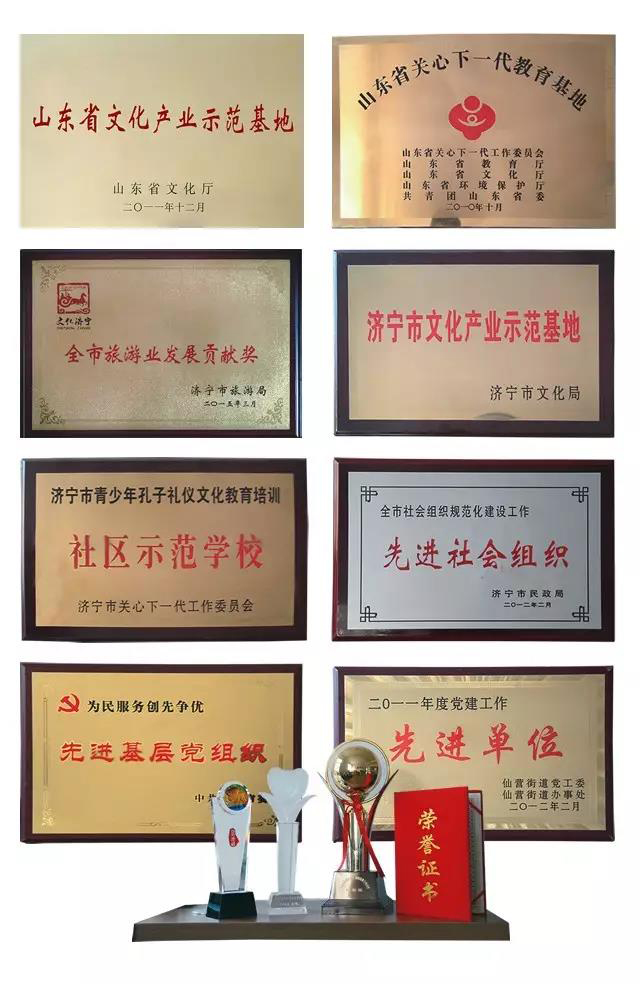 山东省文化产业示范基地
山东省文化厅
二〇一一年十二月
山东省关心下一代教育基地
山东省关心下一代工作委员会
山东省教育厅
山东省文化厅
山东省环境保护厅
共青团山东省委
二〇一〇年十月
文化济宁
全市旅游业发展贡献奖
济宁市旅游局
二〇一五年三月
济宁市文化产业示范基地
济宁市文化局
济宁市青少年孔子礼仪文化教育培训
社区示范学校
济宁市关心下一代工作委员会
全市社会组织规范化建设工作
先进社会组织
济宁市民政局
二〇一二年二月
为民服务创先争优
先进基层党组织
中共
二〇一一年度党建工作
先进单位
仙营街道党工委
仙营街道办事处
二〇一二年二月
荣誉证书